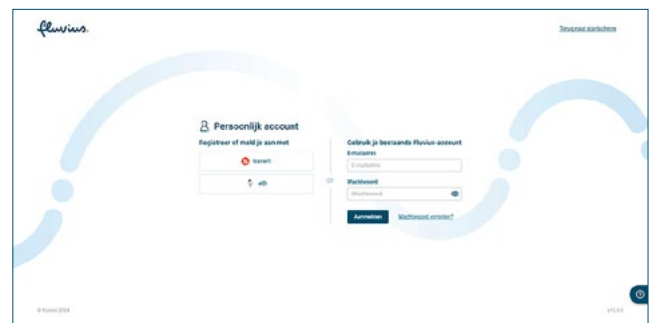 fluvius.
Terug naar startscherm
Persoonlijk account
Registreer of meld je aan met
itsme®
eID
OF
Gebruik je bestaande Fluvius-account
E-mailadres
E-mailadres
Wachtwoord
Wachtwoord
Aanmelden
Wachtwoord vergeten?
© Fluvius 2024